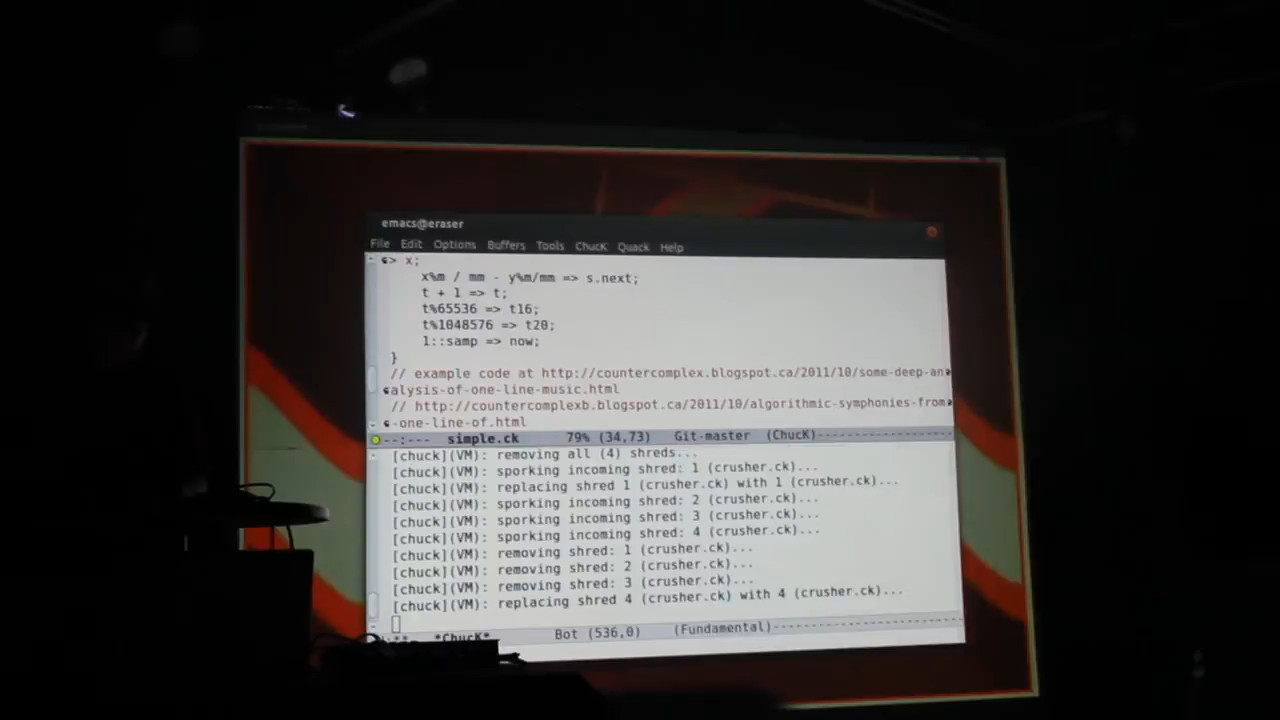 emacs@eraser
File Edit Options Buffers Tools ChucK Quack Help
> x;
x%m / mm - y%m/mm => s.next;
t + 1 => t;
t%65536 => t16;
t%1048576 => t20;
1::samp => now;
}
// example code at http://countercomplex.blogspot.ca/2011/10/some-deep-an
alysis-of-one-line-music.html
// http://countercomplexb.blogspot.ca/2011/10/algorithmic-symphonies-from
-one-line-of.html
--:--- simple.ck 79% (34,73) Git-master (ChucK)
[chuck](VM): removing all (4) shreds...
[chuck](VM): sporking incoming shred: 1 (crusher.ck)...
[chuck](VM): replacing shred 1 (crusher.ck) with 1 (crusher.ck)...
[chuck](VM): sporking incoming shred: 2 (crusher.ck)...
[chuck](VM): sporking incoming shred: 3 (crusher.ck)...
[chuck](VM): sporking incoming shred: 4 (crusher.ck)...
[chuck](VM): removing shred: 1 (crusher.ck)...
[chuck](VM): removing shred: 2 (crusher.ck)...
[chuck](VM): removing shred: 3 (crusher.ck)...
[chuck](VM): replacing shred 4 (crusher.ck) with 4 (crusher.ck)...
*ChucK* Bot (536,0) (Fundamental)